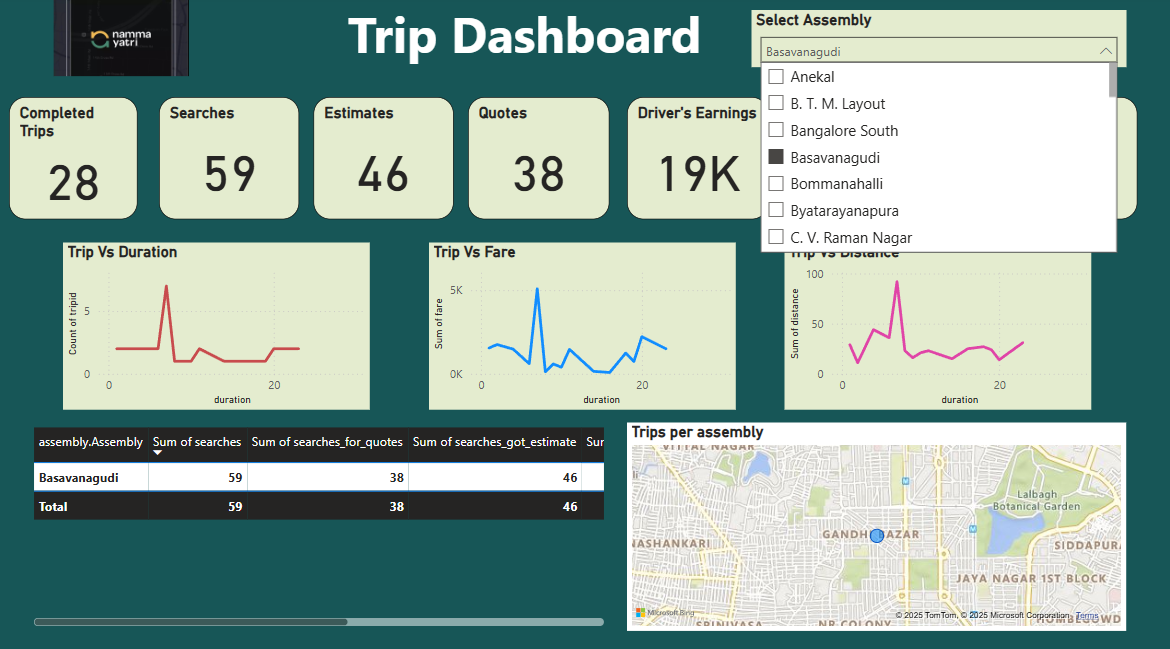 namma
yatri
Trip Dashboard
Select Assembly
Basavanagudi
Anekal
B. T. M. Layout
Bangalore South
Basavanagudi
Bommanahalli
Byatarayanapura
C. V. Raman Nagar
Completed
Trips
28
Searches
59
Estimates
46
Quotes
38
Driver's Earnings
19K
Trip Vs Duration
Count of tripid
5
0
0
20
duration
Trip Vs Fare
Sum of fare
5K
0K
0
20
duration
Trip Vs Distance
Sum of distance
100
50
0
0
20
duration
assembly.Assembly Sum of searches Sum of searches_for_quotes Sum of searches_got_estimate Sur
Basavanagudi 59 38 46
Total 59 38 46
Trips per assembly
VITTAL NAGAR
Lalbagh
Botanical Garden
GANDHI BAZAR
NASHANKARI
SIDDAPURA
JAYA NAGAR 1ST BLOCK
Microsoft Bing
© 2025 TomTom, © 2025 Microsoft Corporation Terms
SRINIVASA
NR COLONY
HOMBEGOWD